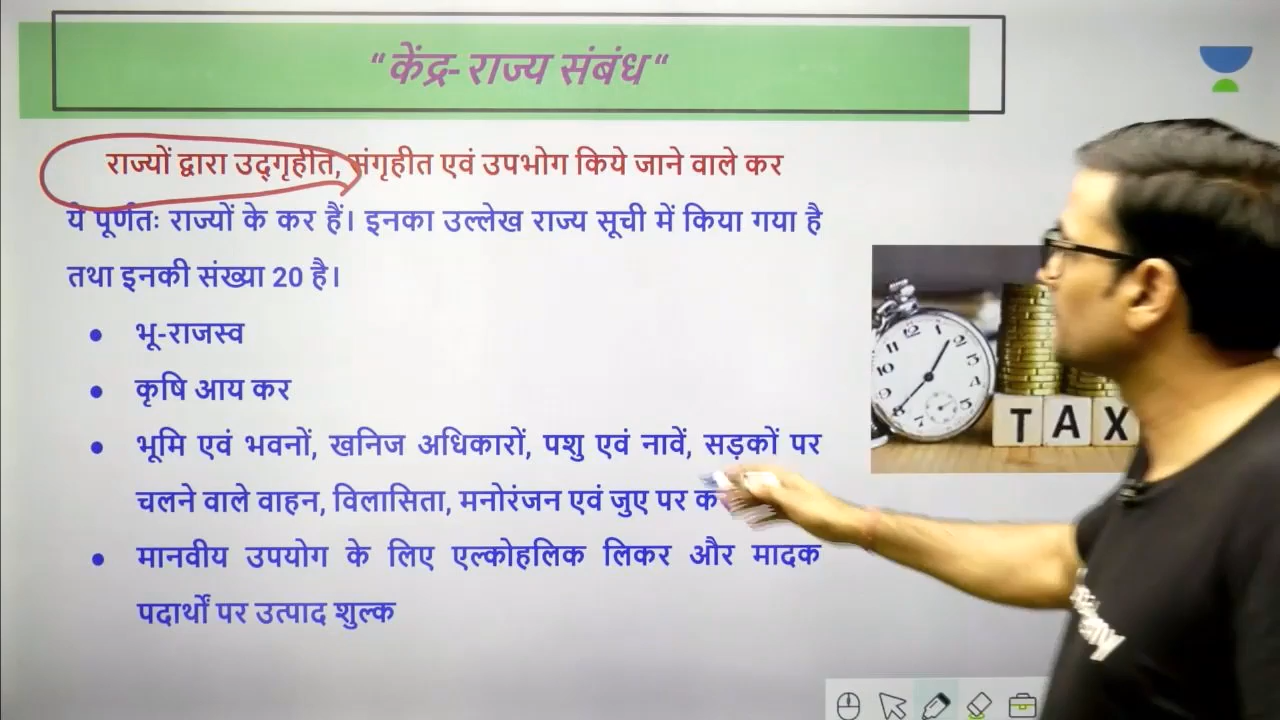 “केंद्र- राज्य संबंध“
राज्यों द्वारा उद्गृहीत, संगृहीत एवं उपभोग किये जाने वाले कर
ये पूर्णतः राज्यों के कर हैं। इनका उल्लेख राज्य सूची में किया गया है
तथा इनकी संख्या 20 है।
● भू-राजस्व
● कृषि आय कर
● भूमि एवं भवनों, खनिज अधिकारों, पशु एवं नावें, सड़कों पर
चलने वाले वाहन, विलासिता, मनोरंजन एवं जुए पर
● मानवीय उपयोग के लिए एल्कोहलिक लिकर और मादक
पदार्थों पर उत्पाद शुल्क
TAX